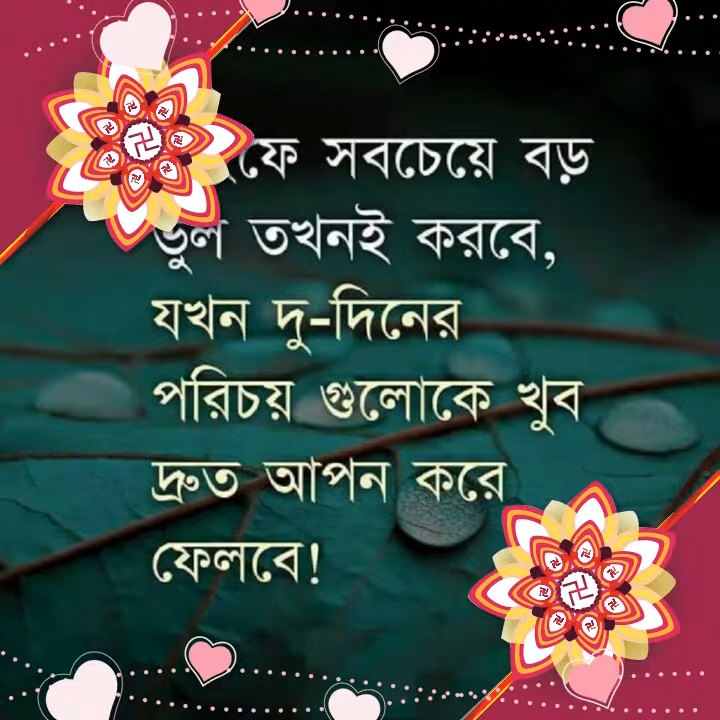 সবচেয়ে বড়
ভুল তখনই করবে,
যখন দু-দিনের
পরিচয় গুলোকে খুব
দ্রুত আপন করে
ফেলবে!